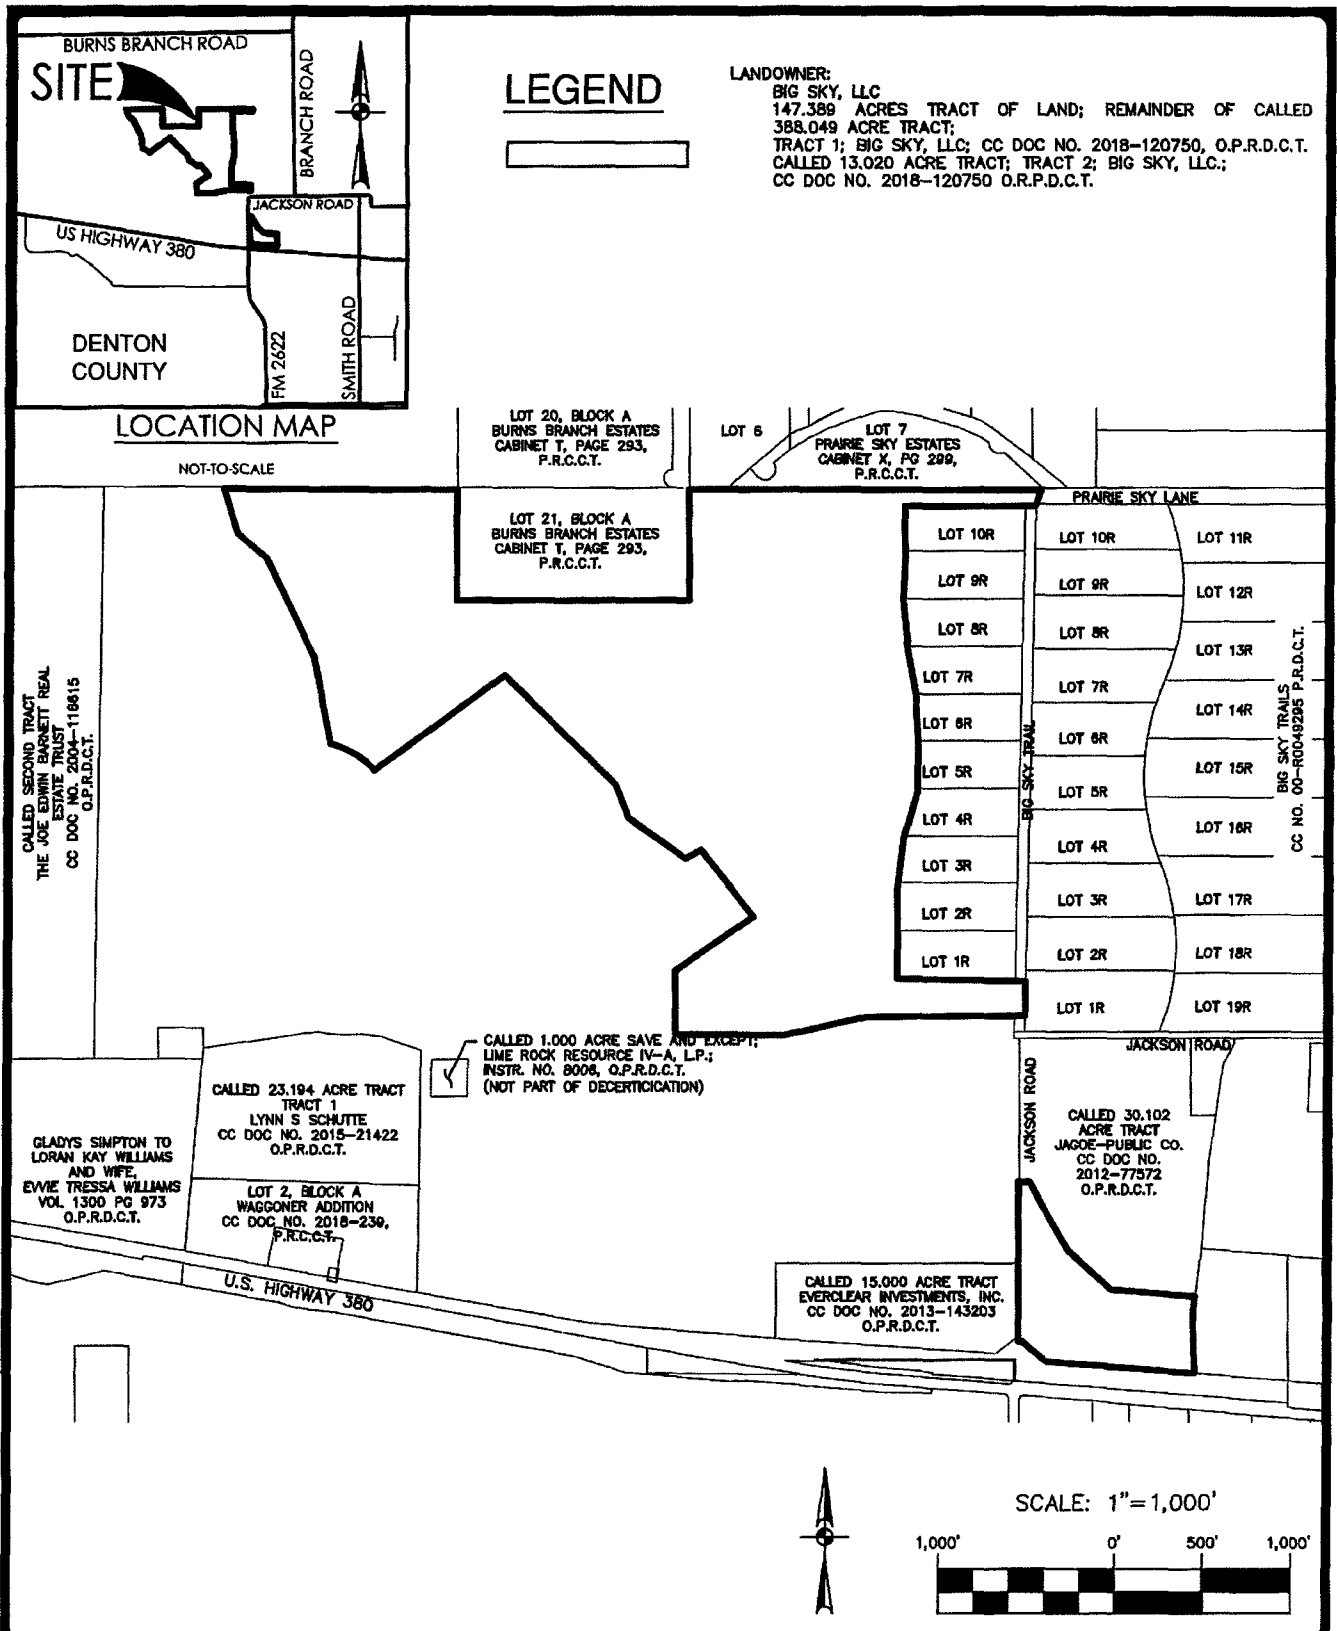 BURNS BRANCH ROAD
SITE
BRANCH ROAD
JACKSON ROAD
US HIGHWAY 380
DENTON
COUNTY
FM 2622
SMITH ROAD
LOCATION MAP
NOT-TO-SCALE
LEGEND
LANDOWNER:
BIG SKY, LLC
147.389 ACRES TRACT OF LAND; REMAINDER OF CALLED
388.049 ACRE TRACT;
TRACT 1; BIG SKY, LLC; CC DOC NO. 2018-120750, O.P.R.D.C.T.
CALLED 13.020 ACRE TRACT; TRACT 2; BIG SKY, LLC.;
CC DOC NO. 2018-120750 O.R.P.D.C.T.
LOT 20, BLOCK A
BURNS BRANCH ESTATES
CABINET T, PAGE 293,
P.R.C.C.T.
LOT 6
LOT 7
PRAIRIE SKY ESTATES
CABINET X, PG 299,
P.R.C.C.T.
LOT 21, BLOCK A
BURNS BRANCH ESTATES
CABINET T, PAGE 293,
P.R.C.C.T.
PRAIRIE SKY LANE
LOT 10R
LOT 9R
LOT 8R
LOT 7R
LOT 6R
LOT 5R
LOT 4R
LOT 3R
LOT 2R
LOT 1R
BIG SKY TRAIL
LOT 10R
LOT 9R
LOT 8R
LOT 7R
LOT 6R
LOT 5R
LOT 4R
LOT 3R
LOT 2R
LOT 1R
LOT 11R
LOT 12R
LOT 13R
LOT 14R
LOT 15R
LOT 16R
LOT 17R
LOT 18R
LOT 19R
BIG SKY TRAILS
CC NO. 00-R0049295 P.R.D.C.T.
CALLED SECOND TRACT
THE JOE EDWIN BARNETT REAL
ESTATE TRUST
CC DOC NO. 2004-116615
O.P.R.D.C.T.
CALLED 1.000 ACRE SAVE AND EXCEPT;
LIME ROCK RESOURCE IV-A, L.P.;
INSTR. NO. 8006, O.P.R.D.C.T.
(NOT PART OF DECERTICICATION)
JACKSON ROAD
JACKSON ROAD
CALLED 30.102
ACRE TRACT
JAGOE-PUBLIC CO.
CC DOC NO.
2012-77572
O.P.R.D.C.T.
CALLED 23.194 ACRE TRACT
TRACT 1
LYNN S SCHUTTE
CC DOC NO. 2015-21422
O.P.R.D.C.T.
GLADYS SIMPTON TO
LORAN KAY WILLIAMS
AND WIFE,
EVVIE TRESSA WILLIAMS
VOL 1300 PG 973
O.P.R.D.C.T.
LOT 2, BLOCK A
WAGGONER ADDITION
CC DOC NO. 2018-239,
P.R.C.C.T.
U.S. HIGHWAY 380
CALLED 15.000 ACRE TRACT
EVERCLEAR INVESTMENTS, INC.
CC DOC NO. 2013-143203
O.P.R.D.C.T.
SCALE: 1"=1,000'
1,000' 0' 500' 1,000'